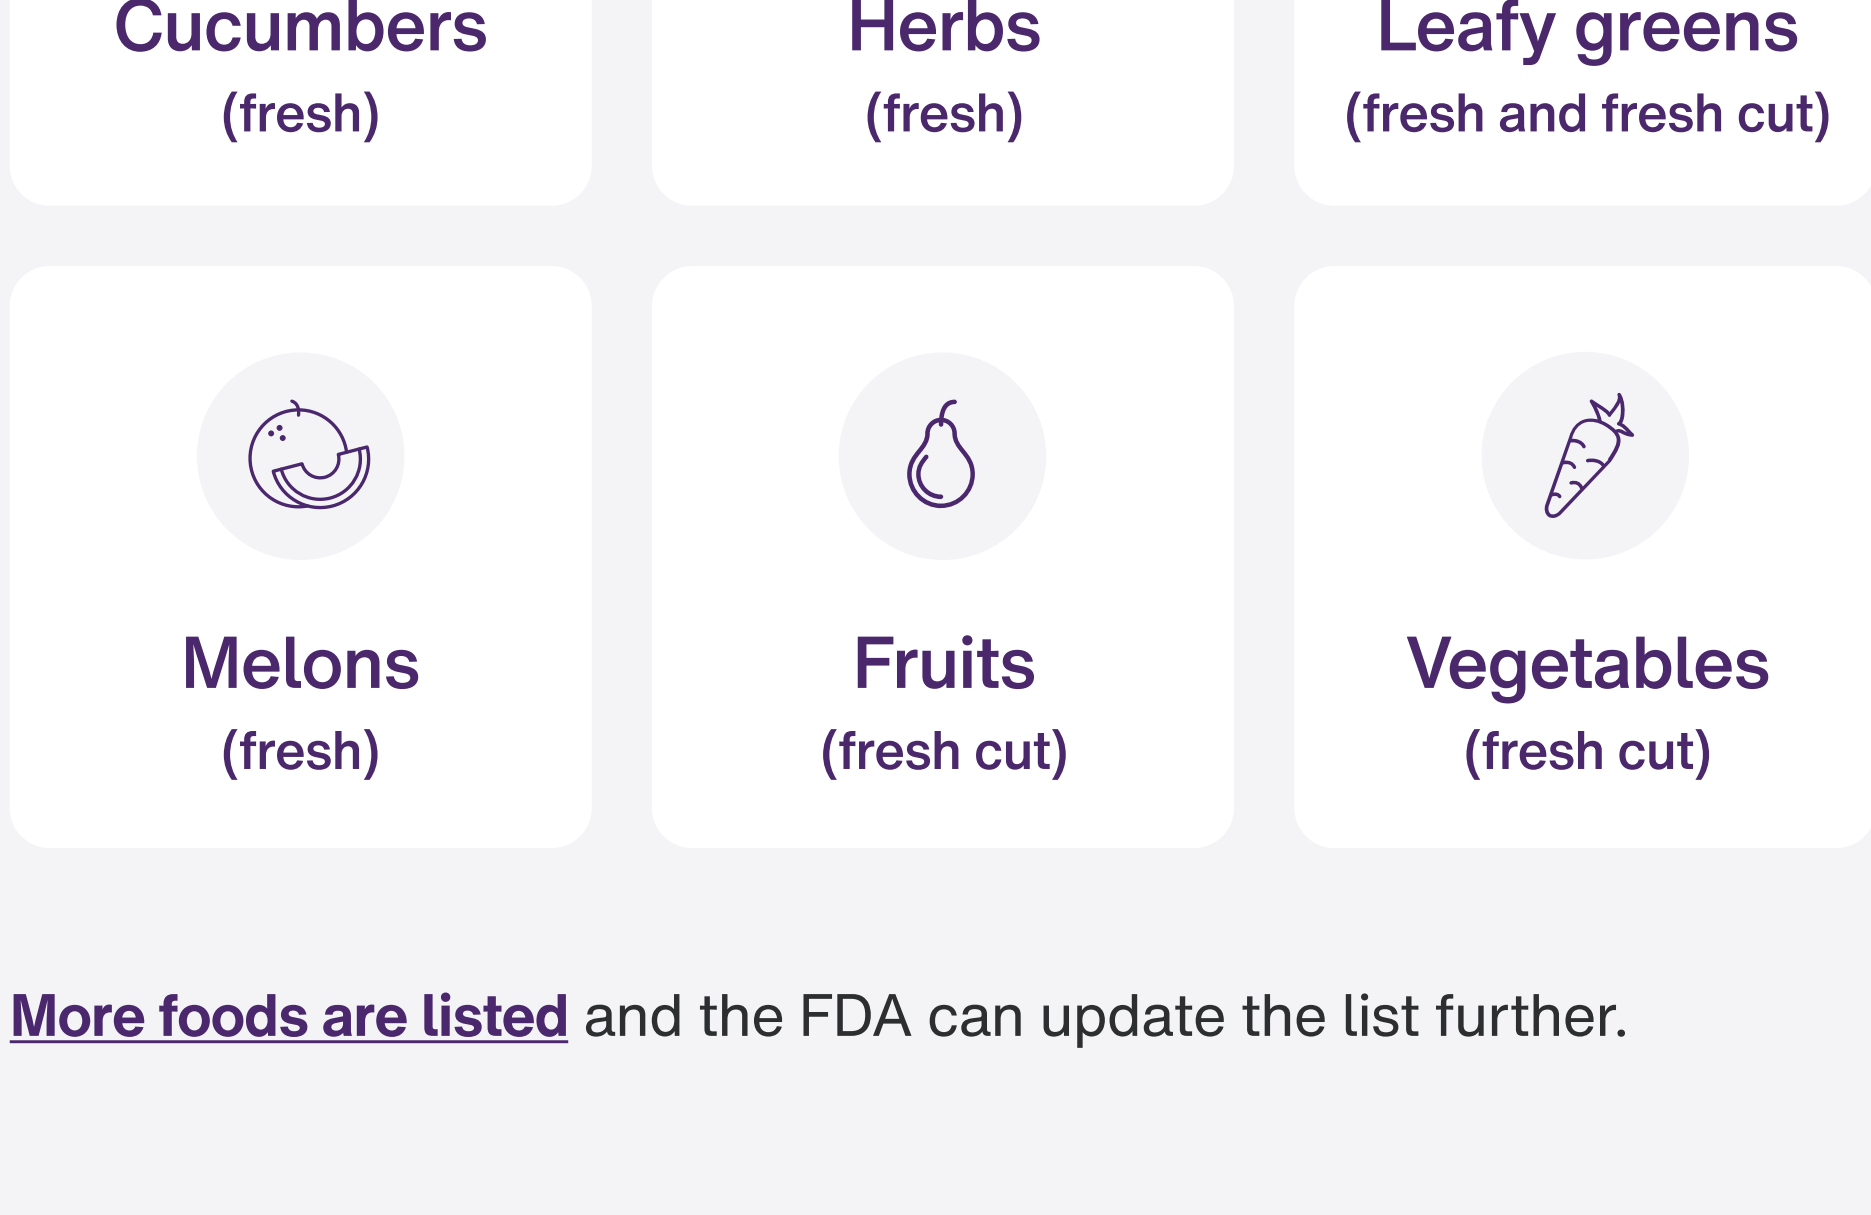 Cucumbers
(fresh)
Herbs
(fresh)
Leafy greens
(fresh and fresh cut)
Melons
(fresh)
Fruits
(fresh cut)
Vegetables
(fresh cut)
More foods are listed and the FDA can update the list further.